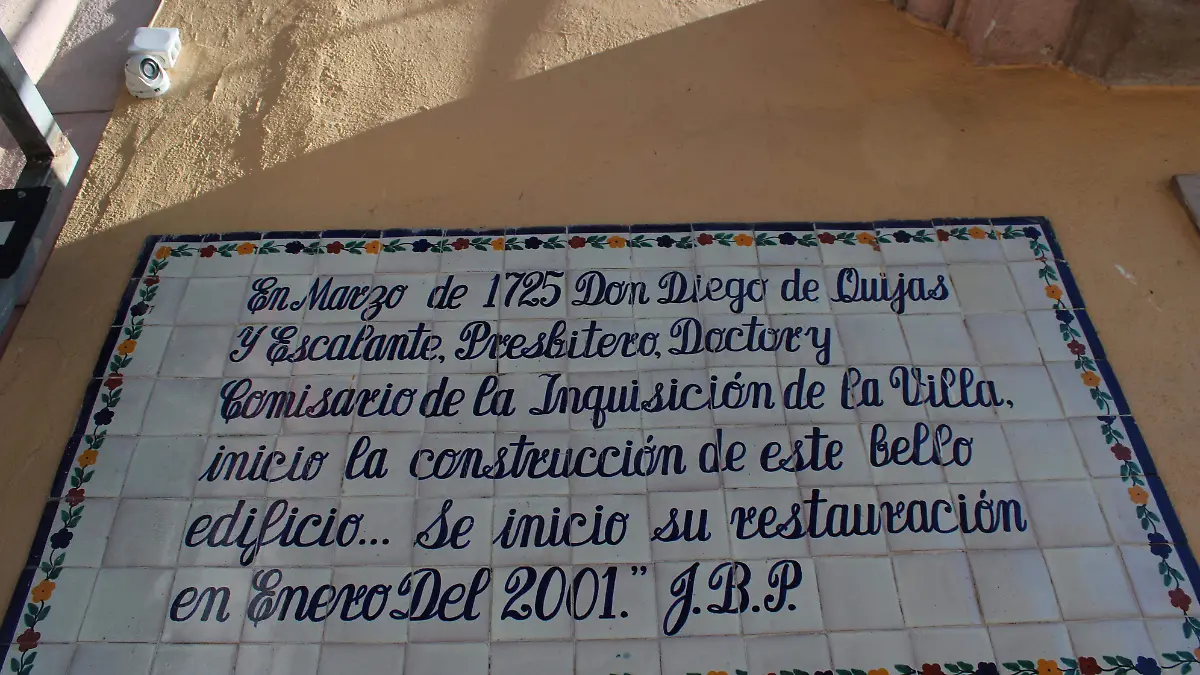 En Marzo de 1725 Don Diego de Quijas
Y Escalante, Presbitero, Doctor y
Comisario de la Inquisición de la Villa,
inicio la construcción de este bello
edificio... Se inicio su restauración
en Enero Del 2001." J.B.P.